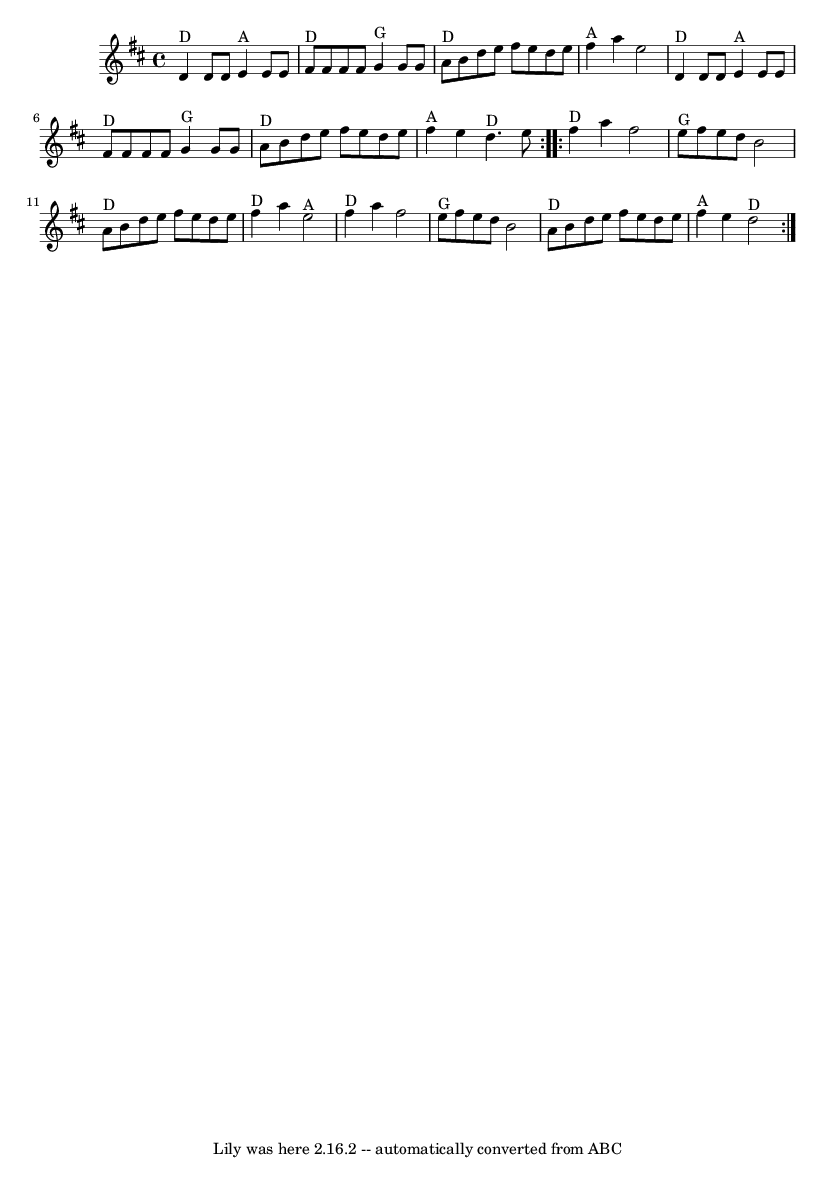 D A D G D A D A
6 D G D A D D G
11 D D A D G D A D
Lily was here 2.16.2 -- automatically converted from ABC